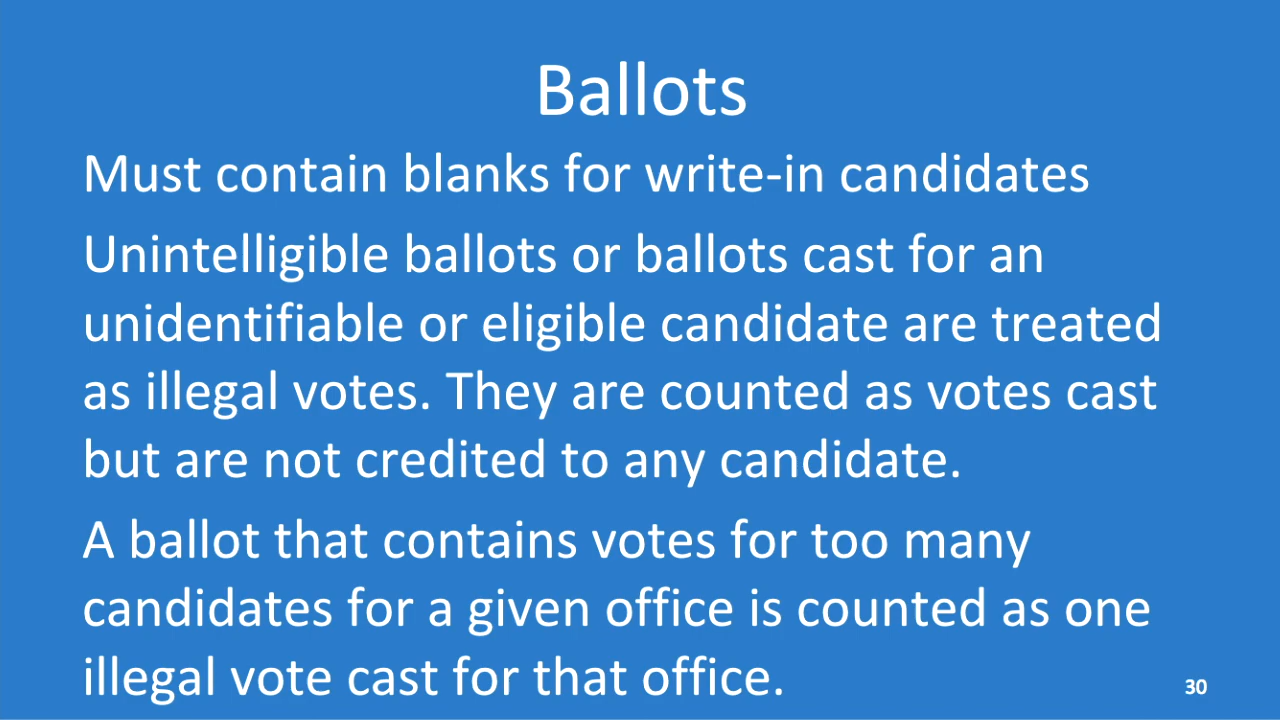 Ballots
Must contain blanks for write-in candidates
Unintelligible ballots or ballots cast for an
unidentifiable or eligible candidate are treated
as illegal votes. They are counted as votes cast
but are not credited to any candidate.
A ballot that contains votes for too many
candidates for a given office is counted as one
illegal vote cast for that office.
30